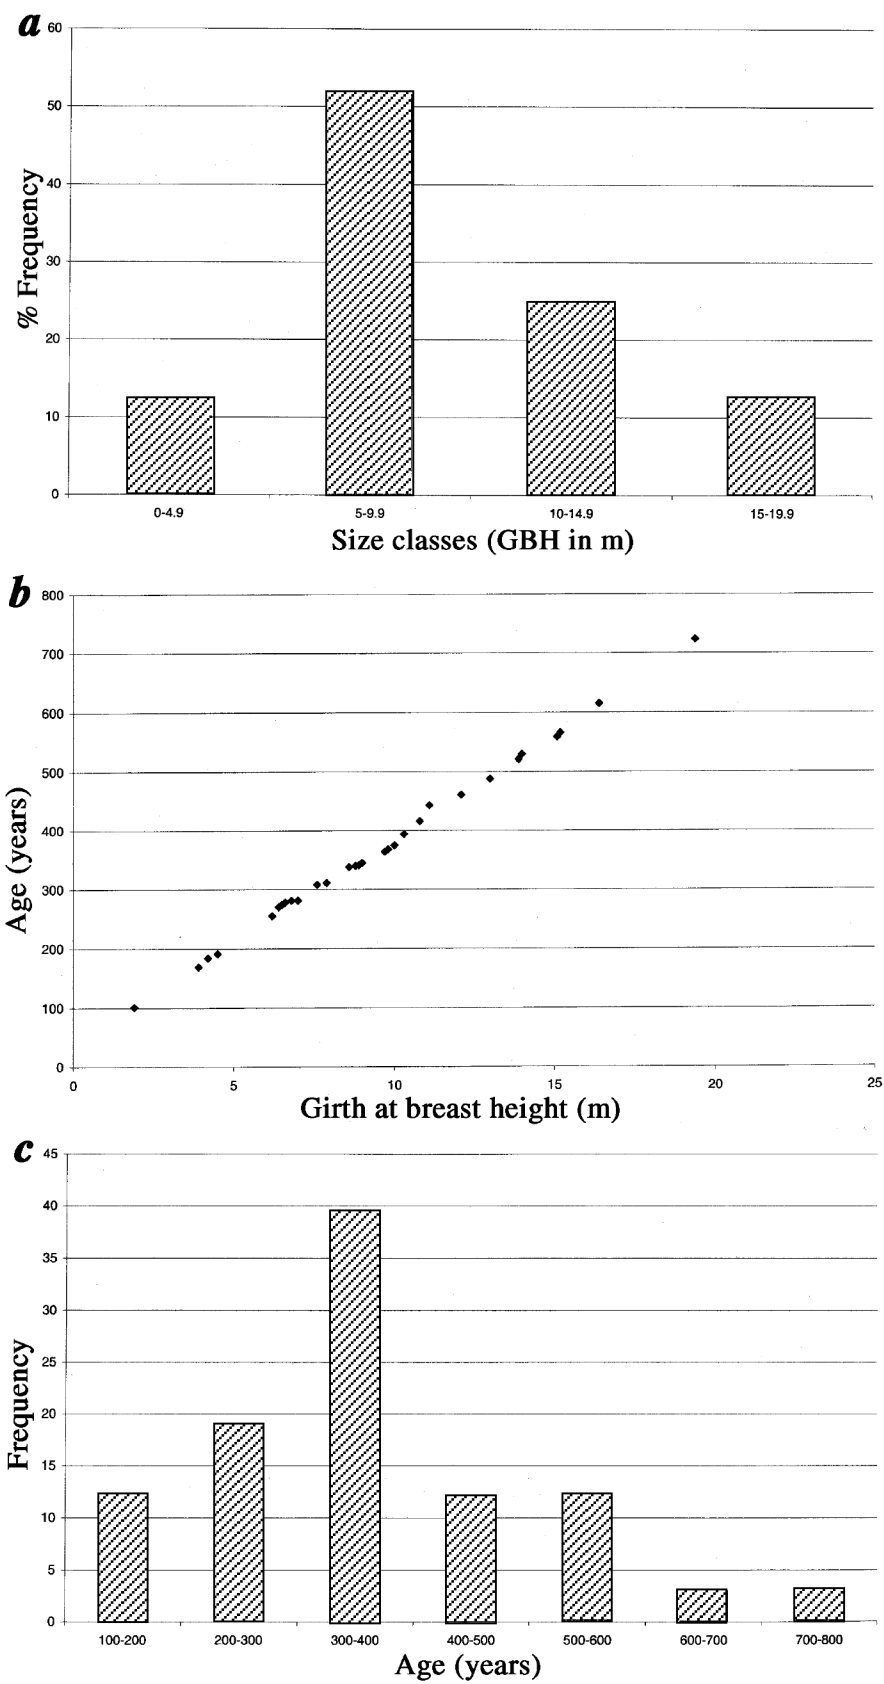 a
60
50
40
30
20
10
0
% Frequency
0-4.9 5-9.9 10-14.9 15-19.9
Size classes (GBH in m)
b
800
700
600
500
400
300
200
100
0
Age (years)
0 5 10 15 20 25
Girth at breast height (m)
c
45
40
35
30
25
20
15
10
5
0
Frequency
100-200 200-300 300-400 400-500 500-600 600-700 700-800
Age (years)